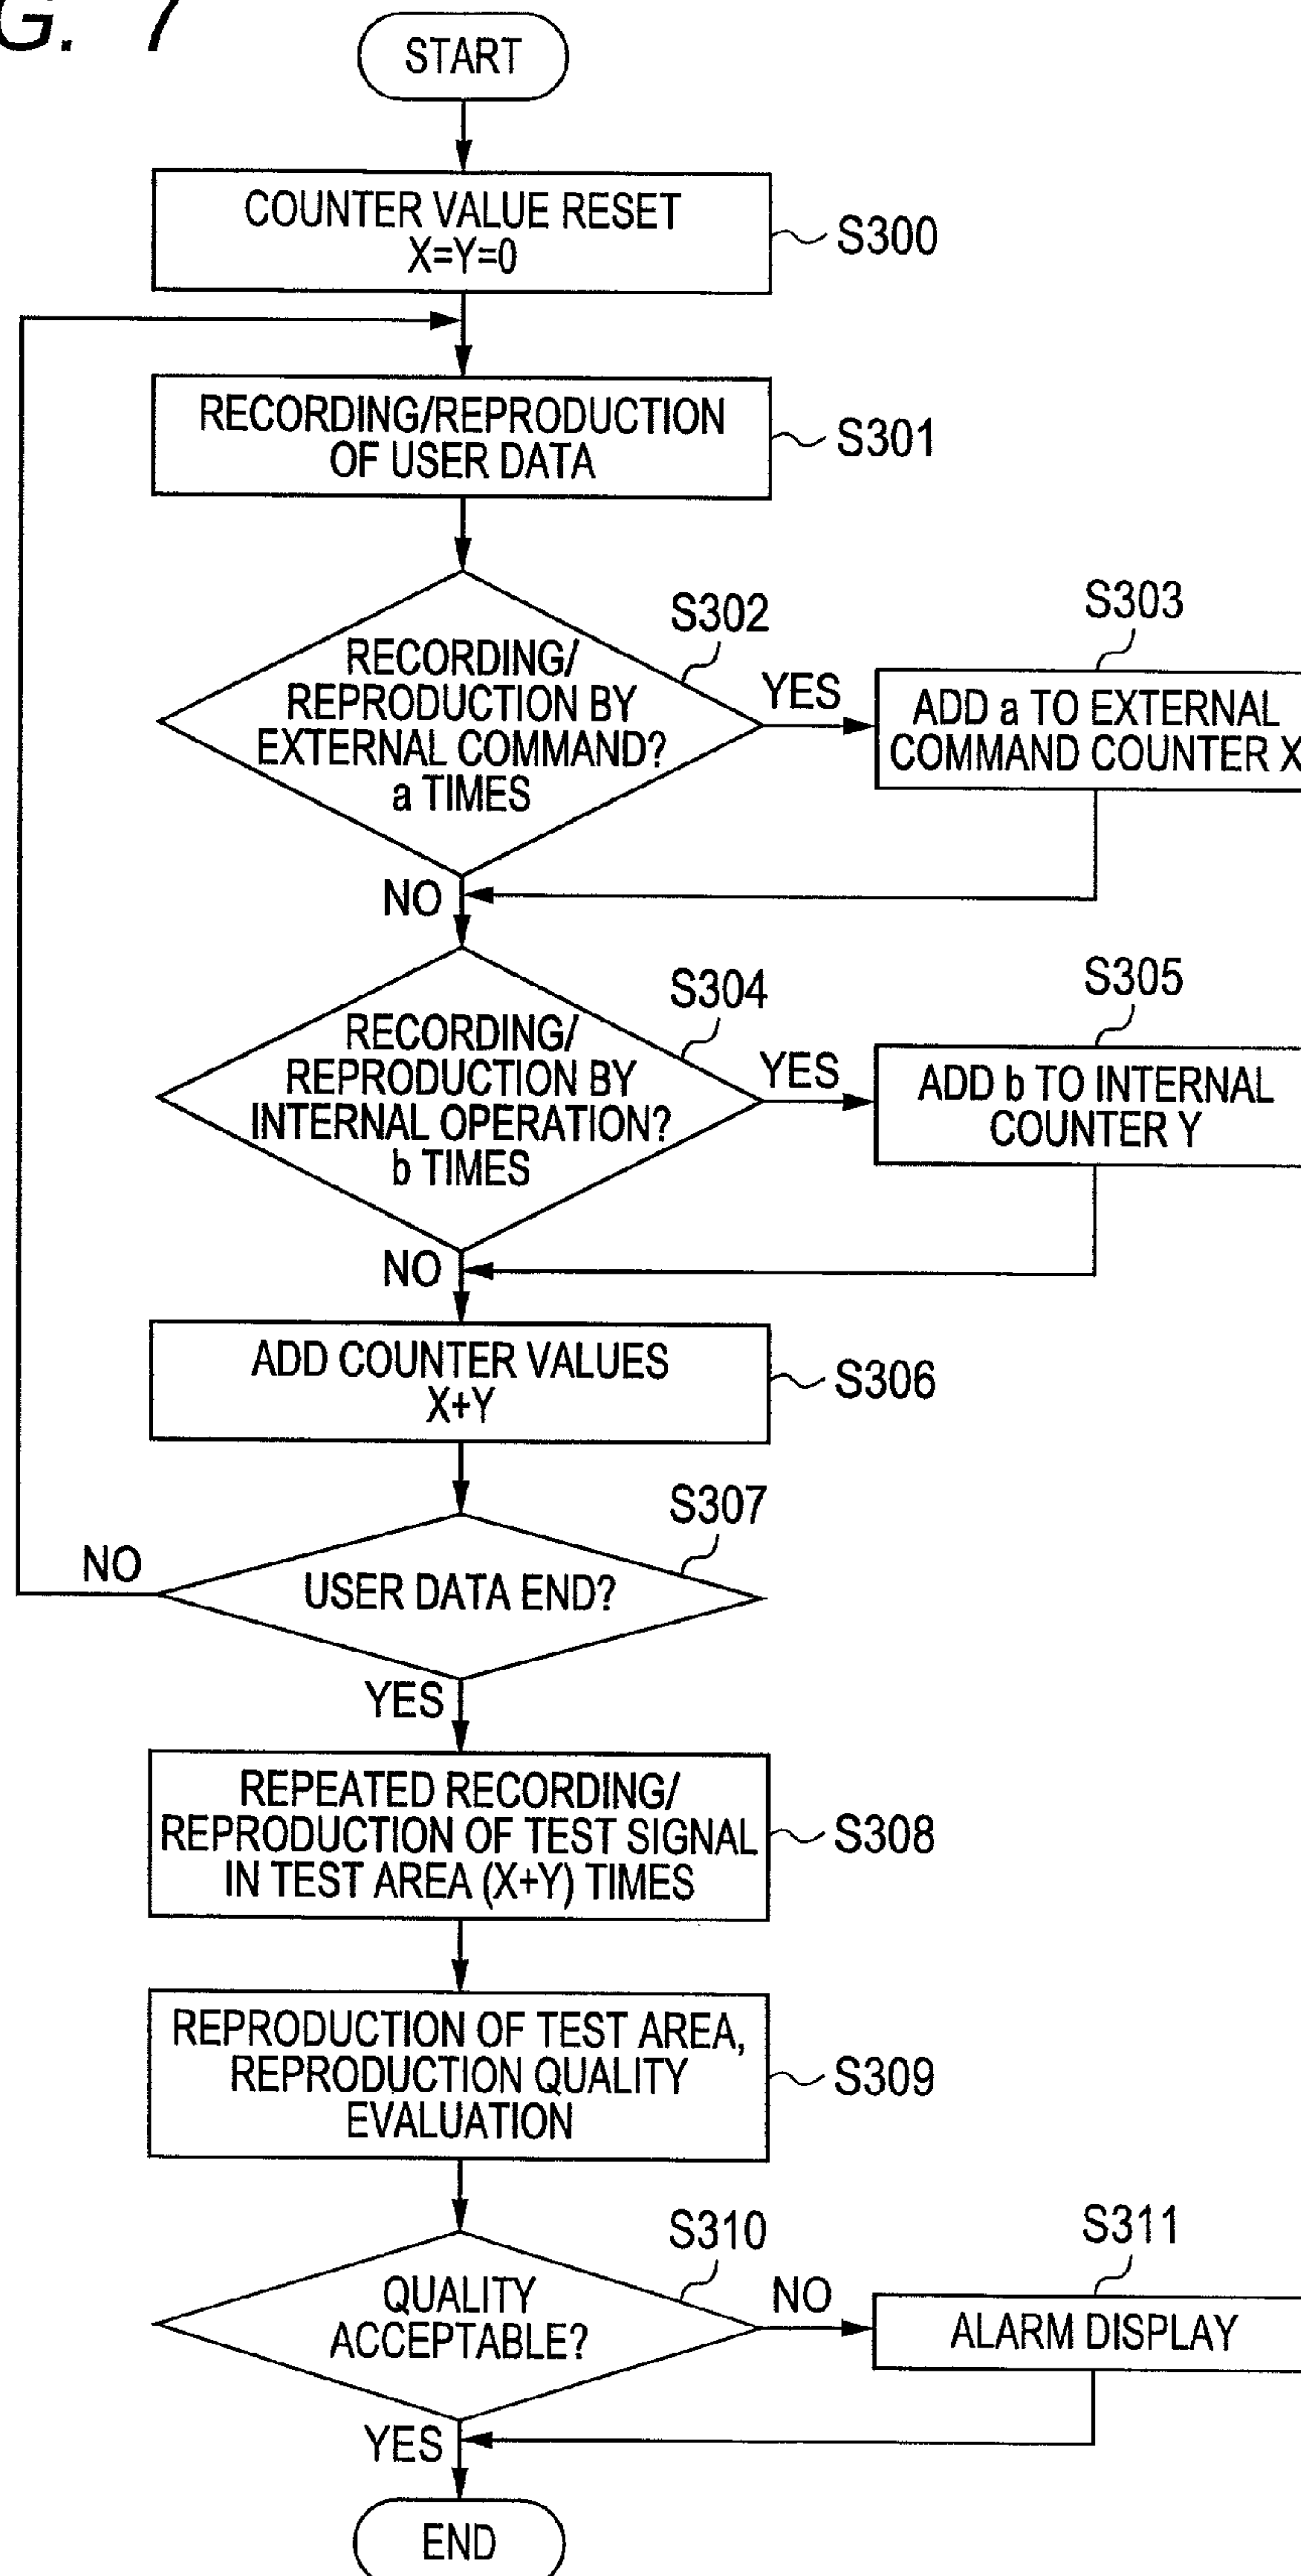 G. 7
START
COUNTER VALUE RESET
X=Y=0
S300
RECORDING/REPRODUCTION
OF USER DATA
S301
RECORDING/
REPRODUCTION BY
EXTERNAL COMMAND?
a TIMES
S302
YES
NO
S303
ADD a TO EXTERNAL
COMMAND COUNTER X
RECORDING/
REPRODUCTION BY
INTERNAL OPERATION?
b TIMES
S304
YES
NO
S305
ADD b TO INTERNAL
COUNTER Y
ADD COUNTER VALUES
X+Y
S306
USER DATA END?
S307
NO
YES
REPEATED RECORDING/
REPRODUCTION OF TEST SIGNAL
IN TEST AREA (X+Y) TIMES
S308
REPRODUCTION OF TEST AREA,
REPRODUCTION QUALITY
EVALUATION
S309
QUALITY
ACCEPTABLE?
S310
NO
YES
S311
ALARM DISPLAY
END